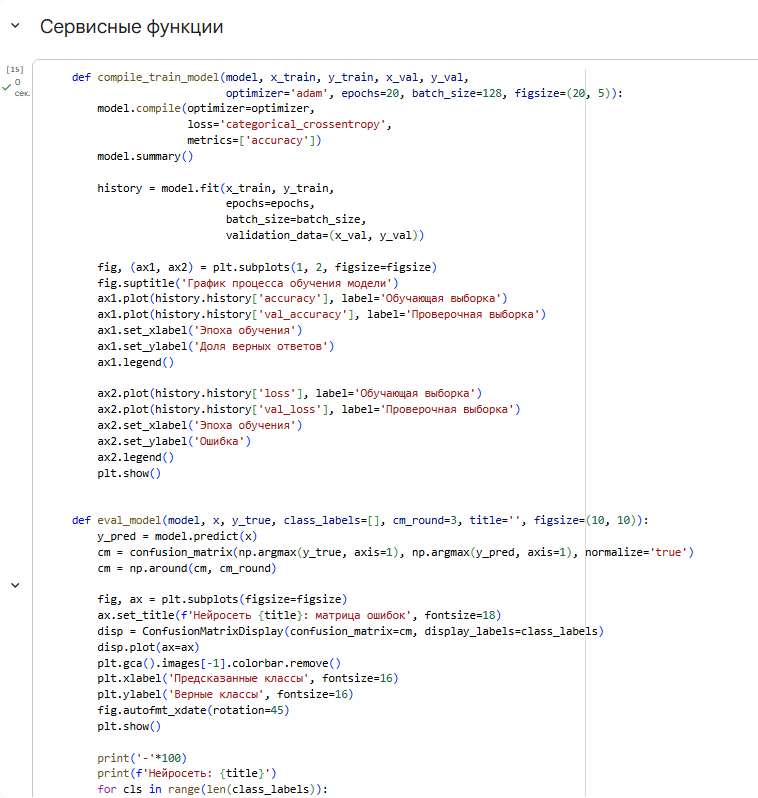 Сервисные функции
[15]
0
сек.
def compile_train_model(model, x_train, y_train, x_val, y_val,
                        optimizer='adam', epochs=20, batch_size=128, figsize=(20, 5)):
    model.compile(optimizer=optimizer,
                  loss='categorical_crossentropy',
                  metrics=['accuracy'])
    model.summary()

    history = model.fit(x_train, y_train,
                        epochs=epochs,
                        batch_size=batch_size,
                        validation_data=(x_val, y_val))

    fig, (ax1, ax2) = plt.subplots(1, 2, figsize=figsize)
    fig.suptitle('График процесса обучения модели')
    ax1.plot(history.history['accuracy'], label='Обучающая выборка')
    ax1.plot(history.history['val_accuracy'], label='Проверочная выборка')
    ax1.set_xlabel('Эпоха обучения')
    ax1.set_ylabel('Доля верных ответов')
    ax1.legend()

    ax2.plot(history.history['loss'], label='Обучающая выборка')
    ax2.plot(history.history['val_loss'], label='Проверочная выборка')
    ax2.set_xlabel('Эпоха обучения')
    ax2.set_ylabel('Ошибка')
    ax2.legend()
    plt.show()

def eval_model(model, x, y_true, class_labels=[], cm_round=3, title='', figsize=(10, 10)):
    y_pred = model.predict(x)
    cm = confusion_matrix(np.argmax(y_true, axis=1), np.argmax(y_pred, axis=1), normalize='true')
    cm = np.around(cm, cm_round)

    fig, ax = plt.subplots(figsize=figsize)
    ax.set_title(f'Нейросеть {title}: матрица ошибок', fontsize=18)
    disp = ConfusionMatrixDisplay(confusion_matrix=cm, display_labels=class_labels)
    disp.plot(ax=ax)
    plt.gca().images[-1].colorbar.remove()
    plt.xlabel('Предсказанные классы', fontsize=16)
    plt.ylabel('Верные классы', fontsize=16)
    fig.autofmt_xdate(rotation=45)
    plt.show()

    print('-'*100)
    print(f'Нейросеть: {title}')
    for cls in range(len(class_labels)):